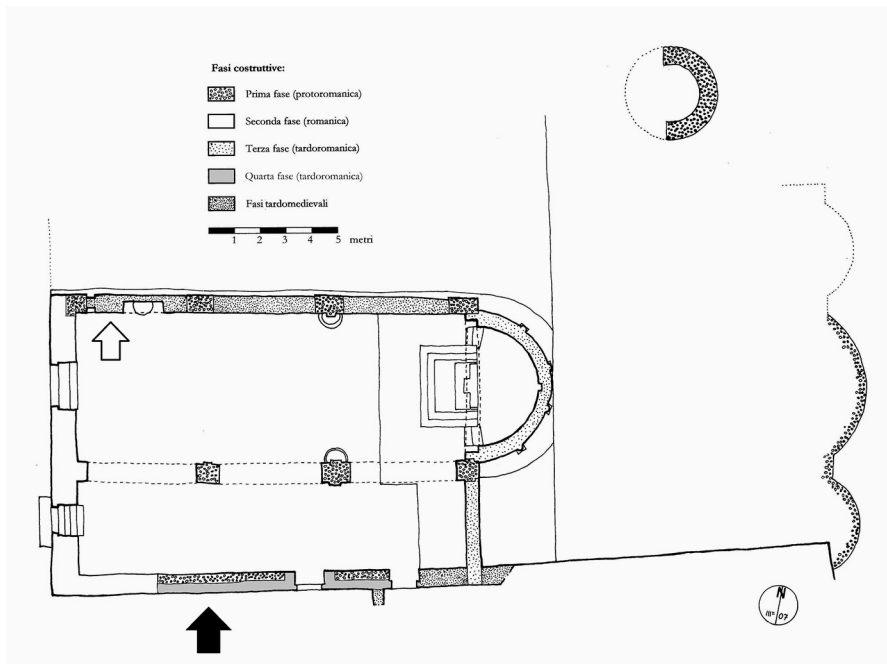 Fasi costruttive:
Prima fase (protoromanica)
Seconda fase (romanica)
Terza fase (tardoromanica)
Quarta fase (tardoromanica)
Fasi tardomedievali
1 2 3 4 5 metri
N
07